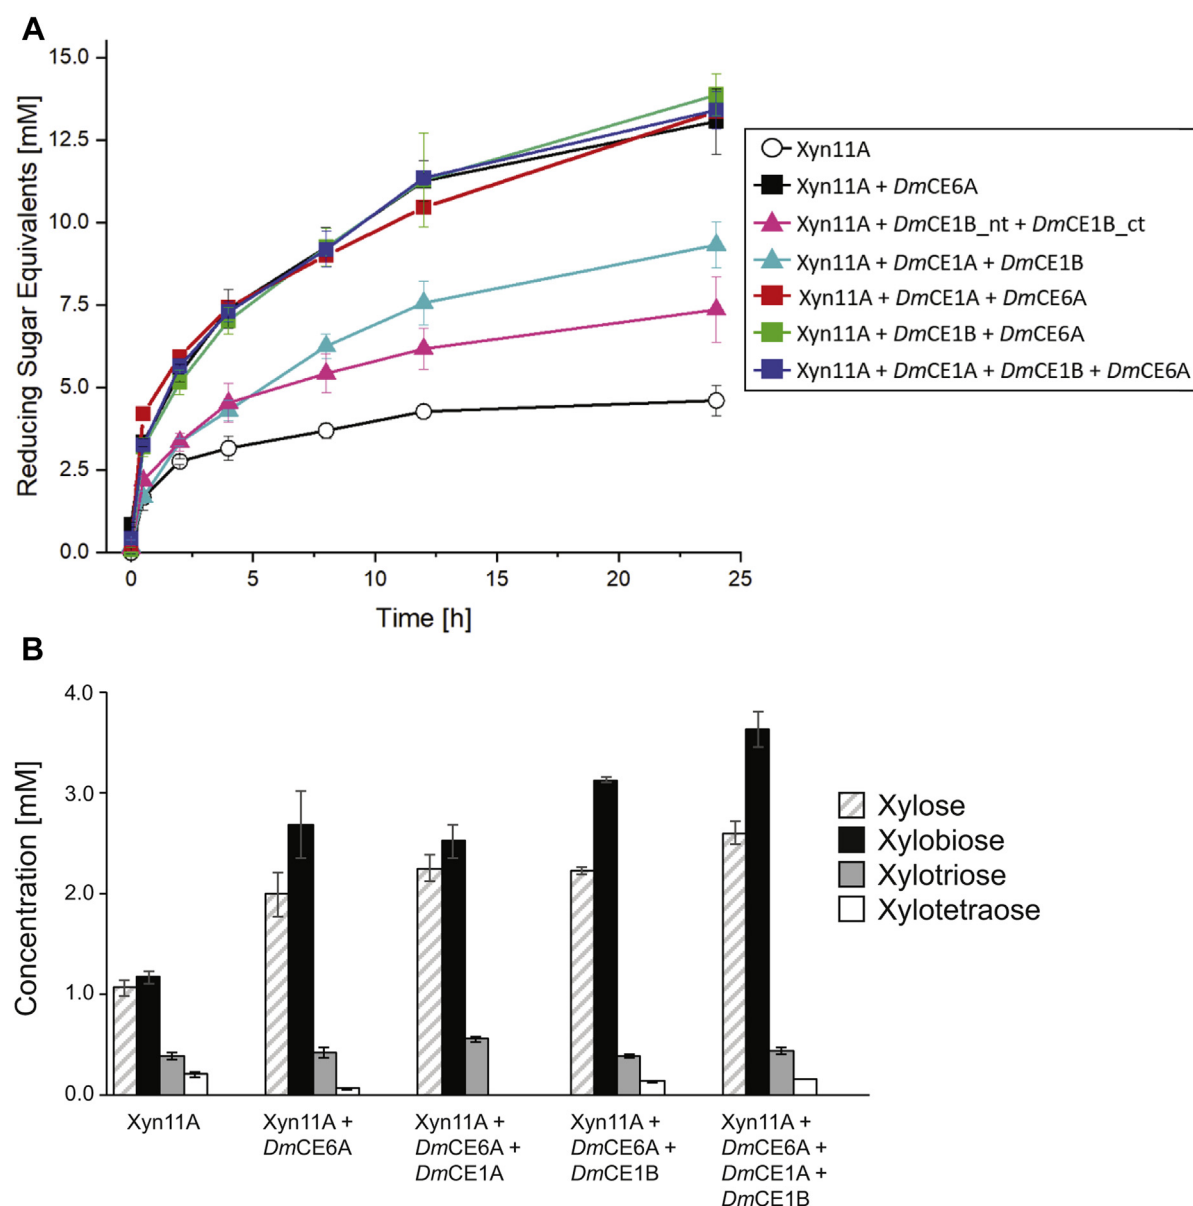 A
Reducing Sugar Equivalents [mM]
15.0
12.5
10.0
7.5
5.0
2.5
0.0
0
5
10
15
20
25
Time [h]
Xyn11A
Xyn11A + DmCE6A
Xyn11A + DmCE1B_nt + DmCE1B_ct
Xyn11A + DmCE1A + DmCE1B
Xyn11A + DmCE1A + DmCE6A
Xyn11A + DmCE1B + DmCE6A
Xyn11A + DmCE1A + DmCE1B + DmCE6A
B
Concentration [mM]
4.0
3.0
2.0
1.0
0.0
Xylose
Xylobiose
Xylotriose
Xylotetraose
Xyn11A
Xyn11A +
DmCE6A
Xyn11A +
DmCE6A +
DmCE1A
Xyn11A +
DmCE6A +
DmCE1B
Xyn11A +
DmCE6A +
DmCE1A +
DmCE1B